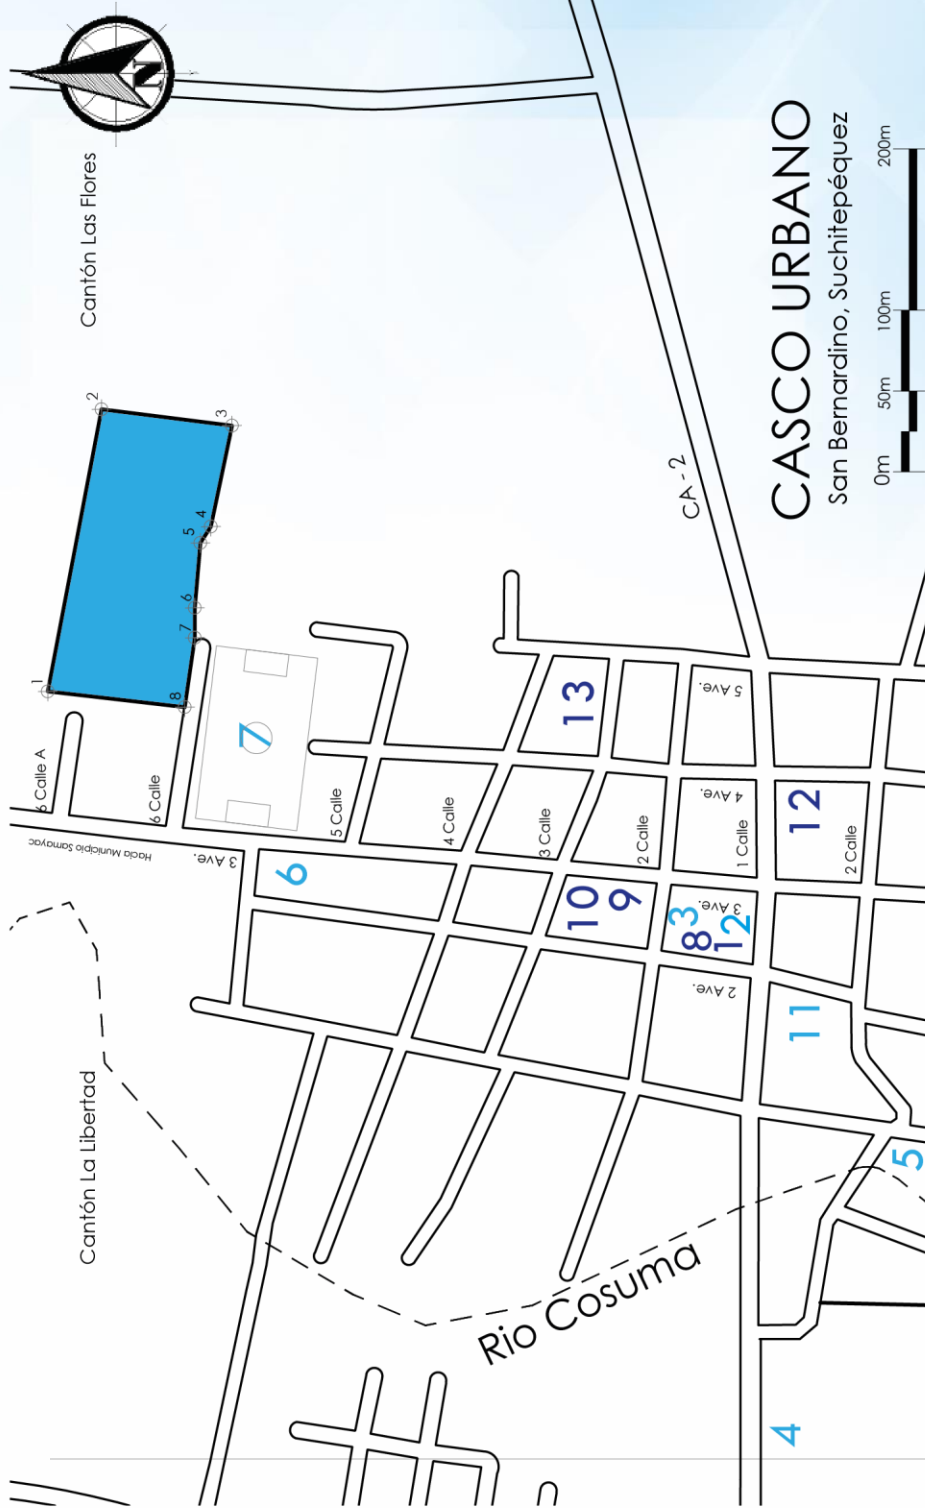 N
Hacia Municipio Samayac
6 Calle A
1
Cantón La Libertad
Cantón Las Flores
2
6 Calle
8
7
6
5
4
3
3 Ave.
7
6
5 Calle
4 Calle
3 Calle
10
13
9
2 Calle
Rio Cosuma
8
3
1
2
2 Ave.
3 Ave.
4 Ave.
5 Ave.
1 Calle
CA - 2
4
11
12
2 Calle
5
CASCO URBANO
San Bernardino, Suchitepéquez
0m 50m 100m 200m